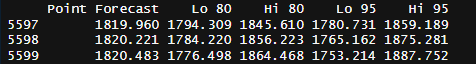 Point Forecast Lo 80 Hi 80 Lo 95 Hi 95
5597 1819.960 1794.309 1845.610 1780.731 1859.189
5598 1820.221 1784.220 1856.223 1765.162 1875.281
5599 1820.483 1776.498 1864.468 1753.214 1887.752